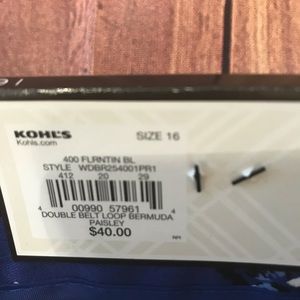 KOHL'S
Kohls.com
SIZE 16
400 FLRNTIN BL
STYLE WDBR254001PR1
412 20 29
4 00990 57961 4
DOUBLE BELT LOOP BERMUDA
PAISLEY
$40.00